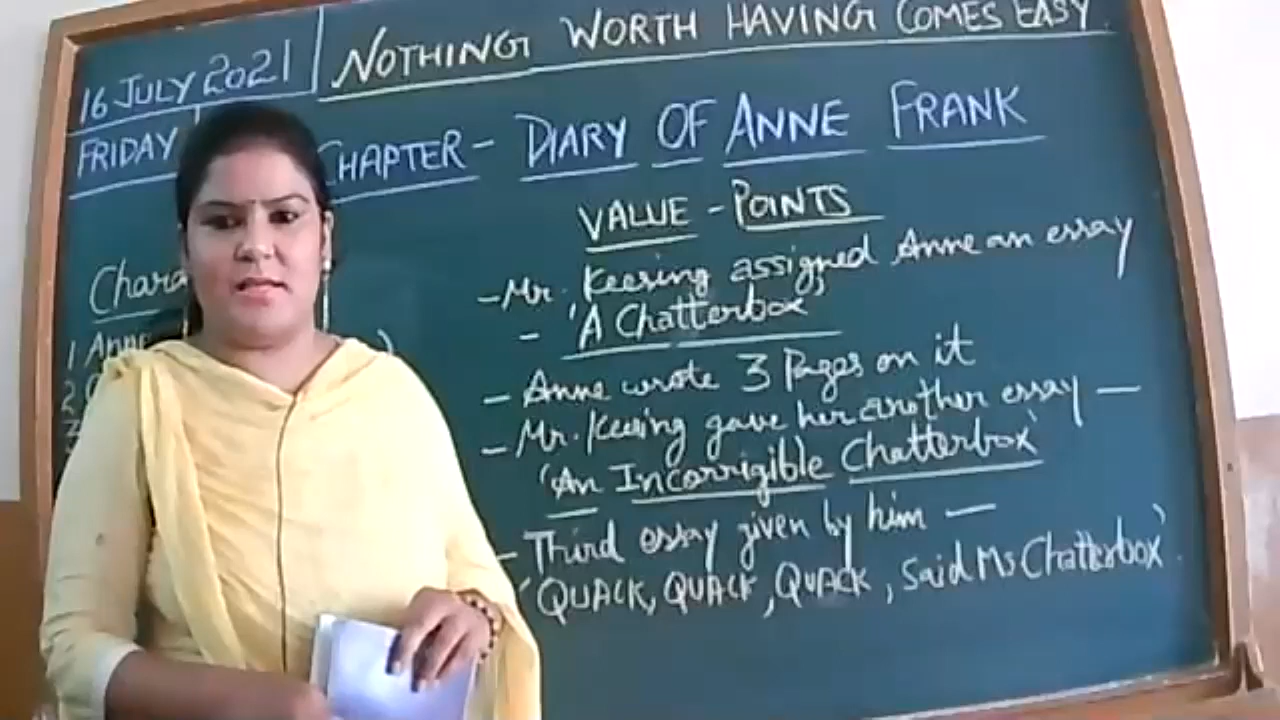 16 JULY 2021
FRIDAY
NOTHING WORTH HAVING COMES EASY
CHAPTER - DIARY OF ANNE FRANK
Chara
1 Anne
2
3
VALUE - POINTS
- Mr. Keesing assigned Anne an essay
- 'A Chatterbox'
- Anne wrote 3 Pages on it
- Mr. Keesing gave her another essay —
'An Incorrigible Chatterbox'
- Third essay given by him —
'QUACK, QUACK, QUACK, Said Ms Chatterbox'.